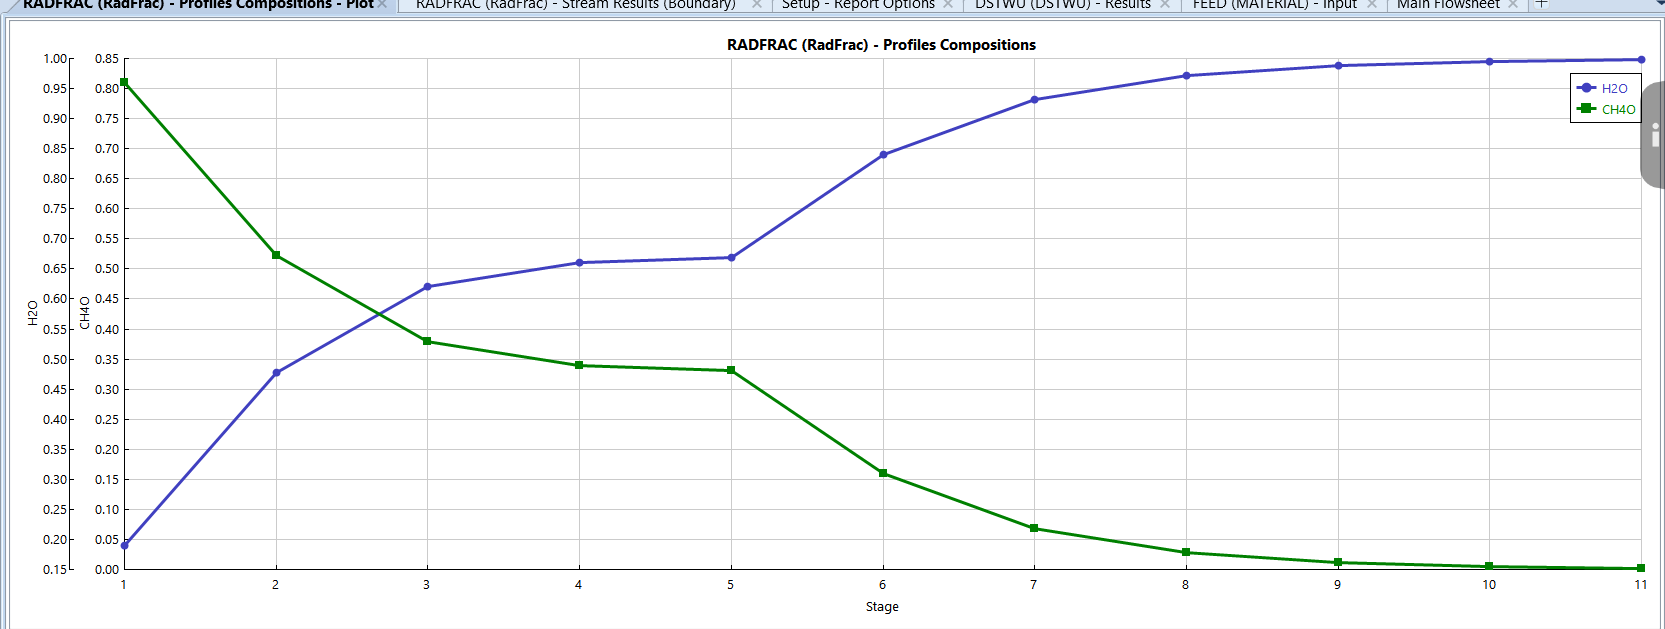 RADFRAC (RadFrac) - Profiles Compositions - Plot
RADFRAC (RadFrac) - Stream Results (Boundary)
Setup - Report Options
DSTWU (DSTWU) - Results
FEED (MATERIAL) - Input
Main Flowsheet
RADFRAC (RadFrac) - Profiles Compositions
H2O
1.00
0.95
0.90
0.85
0.80
0.75
0.70
0.65
0.60
0.55
0.50
0.45
0.40
0.35
0.30
0.25
0.20
0.15
CH4O
0.85
0.80
0.75
0.70
0.65
0.60
0.55
0.50
0.45
0.40
0.35
0.30
0.25
0.20
0.15
0.10
0.05
0.00
H2O
CH4O
1 2 3 4 5 6 7 8 9 10 11
Stage